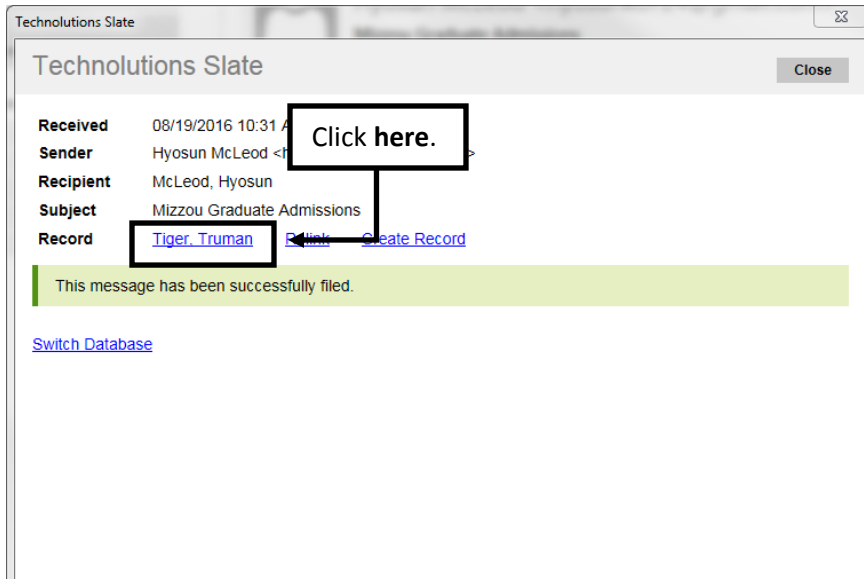 Technolutions Slate
Technolutions Slate
Close
Received 08/19/2016 10:31 A
Click here.
Sender Hyosun McLeod <h >
Recipient McLeod, Hyosun
Subject Mizzou Graduate Admissions
Record Tiger, Truman Relink Create Record
This message has been successfully filed.
Switch Database